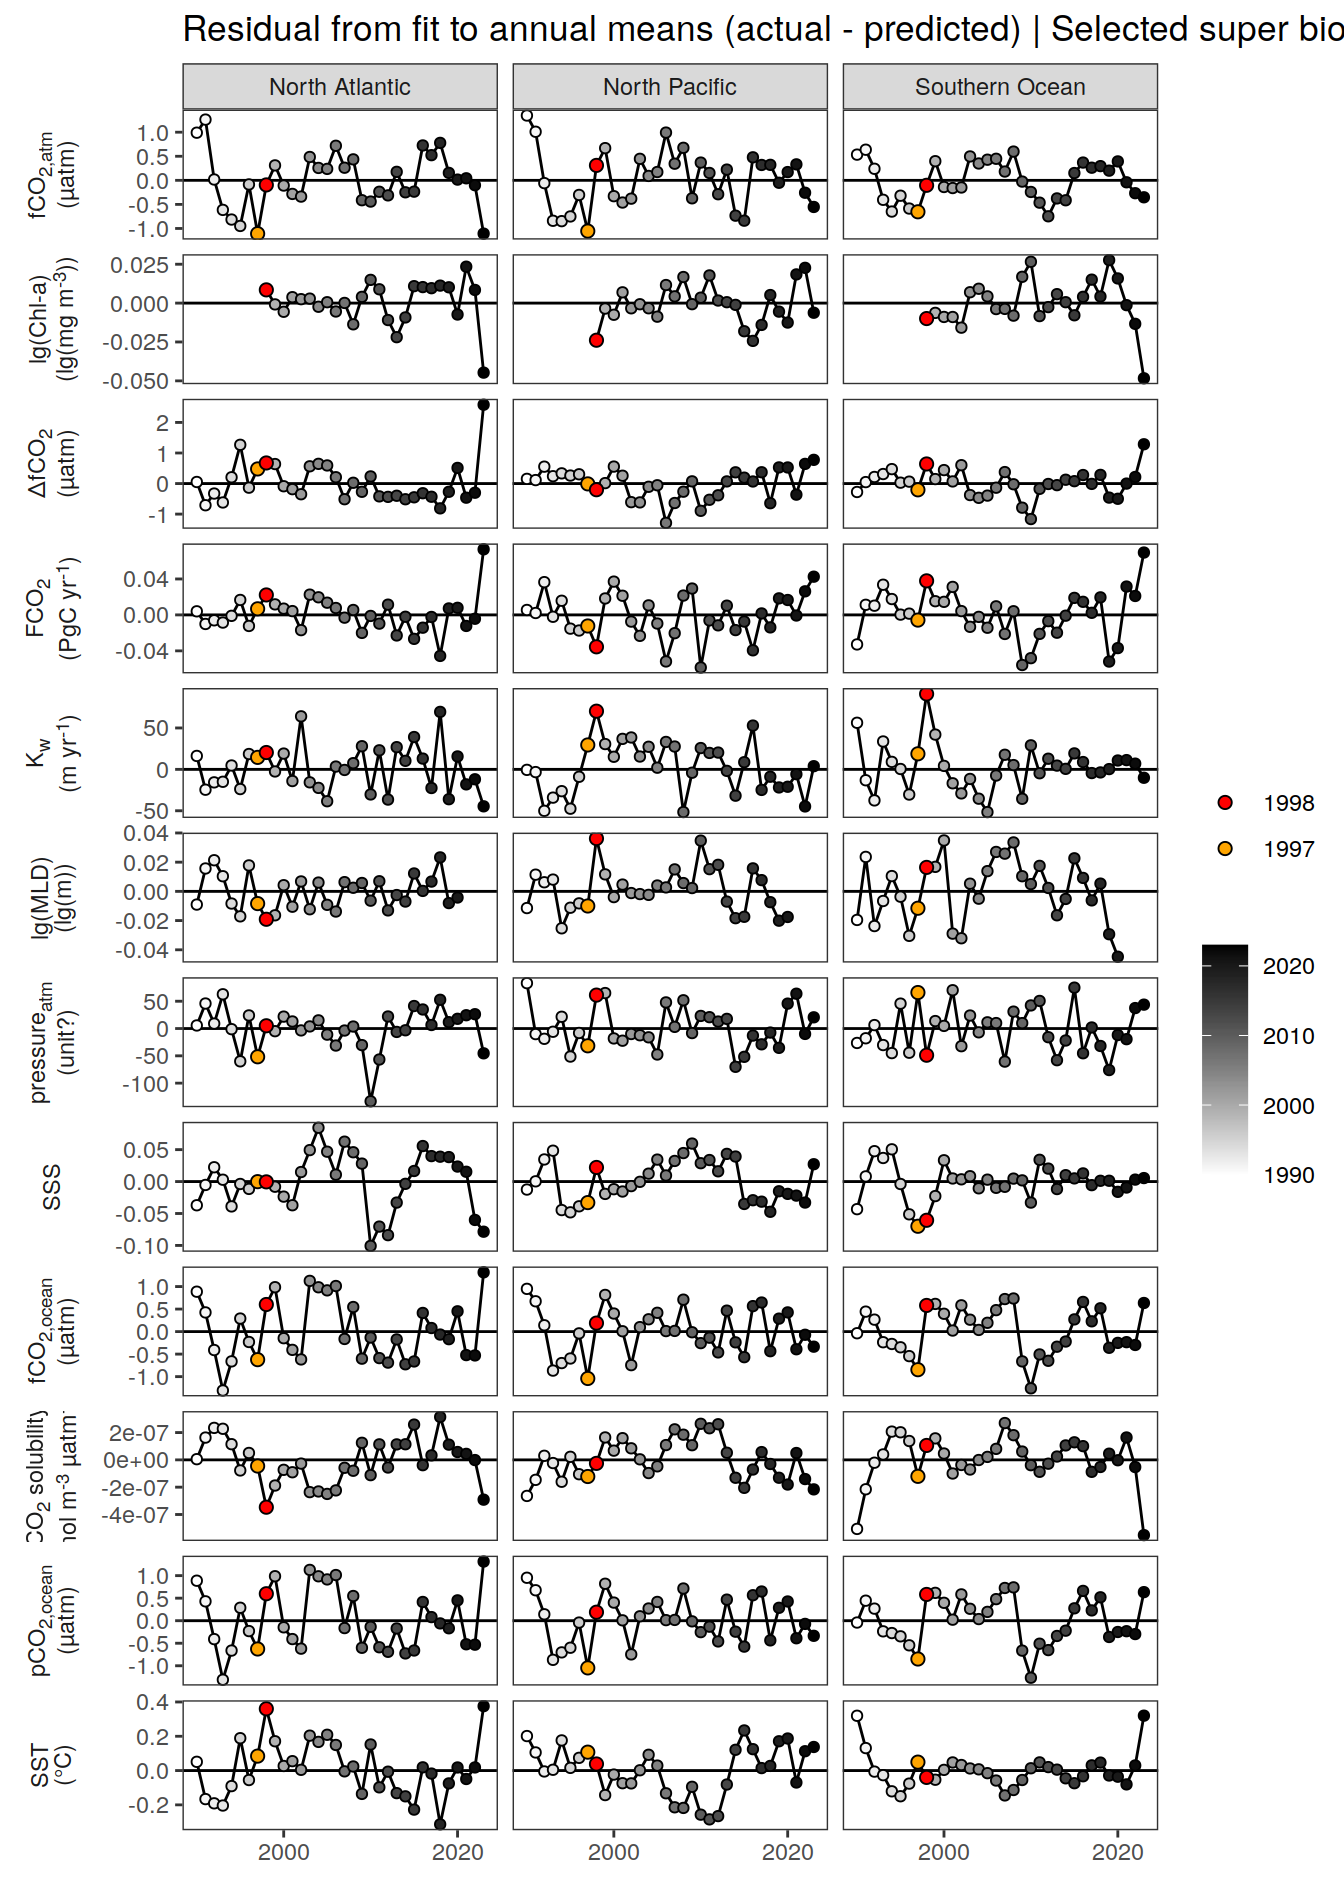 Residual from fit to annual means (actual - predicted) | Selected super bio
North Atlantic
North Pacific
Southern Ocean
fCO2,atm
(µatm)
1.0
0.5
0.0
-0.5
-1.0
lg(Chl-a)
(lg(mg m-3))
0.025
0.000
-0.025
-0.050
ΔfCO2
(µatm)
2
1
0
-1
FCO2
(PgC yr-1)
0.04
0.00
-0.04
Kw
(m yr-1)
50
0
-50
lg(MLD)
(lg(m))
0.04
0.02
0.00
-0.02
-0.04
pressureatm
(unit?)
50
0
-50
-100
SSS
0.05
0.00
-0.05
-0.10
fCO2,ocean
(µatm)
1.0
0.5
0.0
-0.5
-1.0
CO2 solubility
mol m-3 µatm-
2e-07
0e+00
-2e-07
-4e-07
pCO2,ocean
(µatm)
1.0
0.5
0.0
-0.5
-1.0
SST
(°C)
0.4
0.2
0.0
-0.2
2000
2020
2000
2020
2000
2020
1998
1997
2020
2010
2000
1990